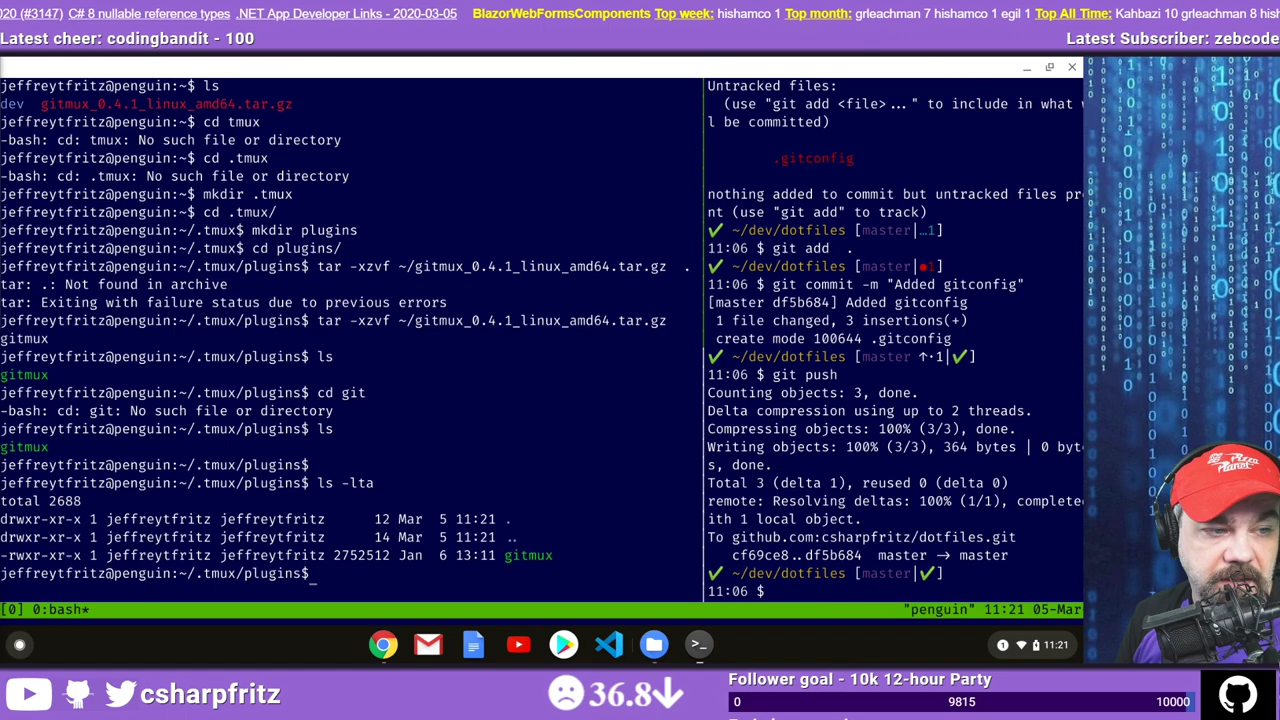 020 (#3147) C# 8 nullable reference types .NET App Developer Links - 2020-03-05 BlazorWebFormsComponents Top week: hishamco 1 Top month: grleachman 7 hishamco 1 egil 1 Top All Time: Kahbazi 10 grleachman 8 hish
Latest cheer: codingbandit - 100
Latest Subscriber: zebcode
jeffreytfritz@penguin:~$ ls
dev gitmux_0.4.1_linux_amd64.tar.gz
jeffreytfritz@penguin:~$ cd tmux
-bash: cd: tmux: No such file or directory
jeffreytfritz@penguin:~$ cd .tmux
-bash: cd: .tmux: No such file or directory
jeffreytfritz@penguin:~$ mkdir .tmux
jeffreytfritz@penguin:~$ cd .tmux/
jeffreytfritz@penguin:~/.tmux$ mkdir plugins
jeffreytfritz@penguin:~/.tmux$ cd plugins/
jeffreytfritz@penguin:~/.tmux/plugins$ tar -xzvf ~/gitmux_0.4.1_linux_amd64.tar.gz .
tar: .: Not found in archive
tar: Exiting with failure status due to previous errors
jeffreytfritz@penguin:~/.tmux/plugins$ tar -xzvf ~/gitmux_0.4.1_linux_amd64.tar.gz
gitmux
jeffreytfritz@penguin:~/.tmux/plugins$ ls
gitmux
jeffreytfritz@penguin:~/.tmux/plugins$ cd git
-bash: cd: git: No such file or directory
jeffreytfritz@penguin:~/.tmux/plugins$ ls
gitmux
jeffreytfritz@penguin:~/.tmux/plugins$
jeffreytfritz@penguin:~/.tmux/plugins$ ls -lta
total 2688
drwxr-xr-x 1 jeffreytfritz jeffreytfritz 12 Mar 5 11:21 .
drwxr-xr-x 1 jeffreytfritz jeffreytfritz 14 Mar 5 11:21 ..
-rwxr-xr-x 1 jeffreytfritz jeffreytfritz 2752512 Jan 6 13:11 gitmux
jeffreytfritz@penguin:~/.tmux/plugins$
Untracked files:
(use "git add <file>..." to include in what w
l be committed)
.gitconfig
nothing added to commit but untracked files pre
nt (use "git add" to track)
✔ ~/dev/dotfiles [master|…1]
11:06 $ git add .
✔ ~/dev/dotfiles [master|●1]
11:06 $ git commit -m "Added gitconfig"
[master df5b684] Added gitconfig
1 file changed, 3 insertions(+)
create mode 100644 .gitconfig
✔ ~/dev/dotfiles [master ↑·1|✔]
11:06 $ git push
Counting objects: 3, done.
Delta compression using up to 2 threads.
Compressing objects: 100% (3/3), done.
Writing objects: 100% (3/3), 364 bytes | 0 byte
s, done.
Total 3 (delta 1), reused 0 (delta 0)
remote: Resolving deltas: 100% (1/1), completed
ith 1 local object.
To github.com:csharpfritz/dotfiles.git
cf69ce8..df5b684 master -> master
✔ ~/dev/dotfiles [master|✔]
11:06 $
[0] 0:bash*
"penguin" 11:21 05-Mar
Pizza Planet
1
11:21
csharpfritz
36.8
Follower goal - 10k 12-hour Party
0 9815 10000